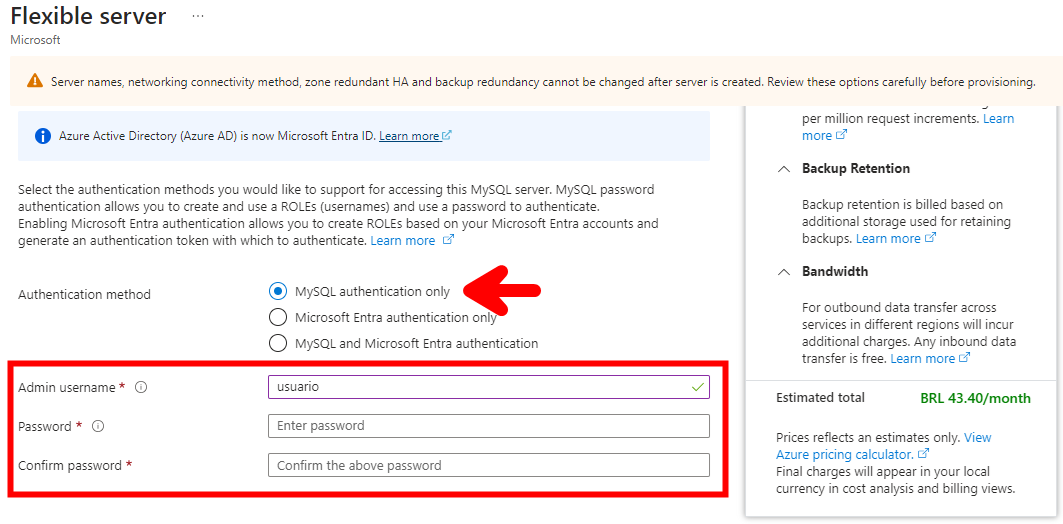 Flexible server ...
Microsoft
Server names, networking connectivity method, zone redundant HA and backup redundancy cannot be changed after server is created. Review these options carefully before provisioning.
Azure Active Directory (Azure AD) is now Microsoft Entra ID. Learn more
Select the authentication methods you would like to support for accessing this MySQL server. MySQL password
authentication allows you to create and use a ROLEs (usernames) and use a password to authenticate.
Enabling Microsoft Entra authentication allows you to create ROLEs based on your Microsoft Entra accounts and
generate an authentication token with which to authenticate. Learn more
Authentication method
MySQL authentication only
Microsoft Entra authentication only
MySQL and Microsoft Entra authentication
Admin username *
usuario
Password *
Enter password
Confirm password *
Confirm the above password
per million request increments. Learn
more
Backup Retention
Backup retention is billed based on
additional storage used for retaining
backups. Learn more
Bandwidth
For outbound data transfer across
services in different regions will incur
additional charges. Any inbound data
transfer is free. Learn more
Estimated total BRL 43.40/month
Prices reflect an estimates only. View
Azure pricing calculator.
Final charges will appear in your local
currency in cost analysis and billing views.